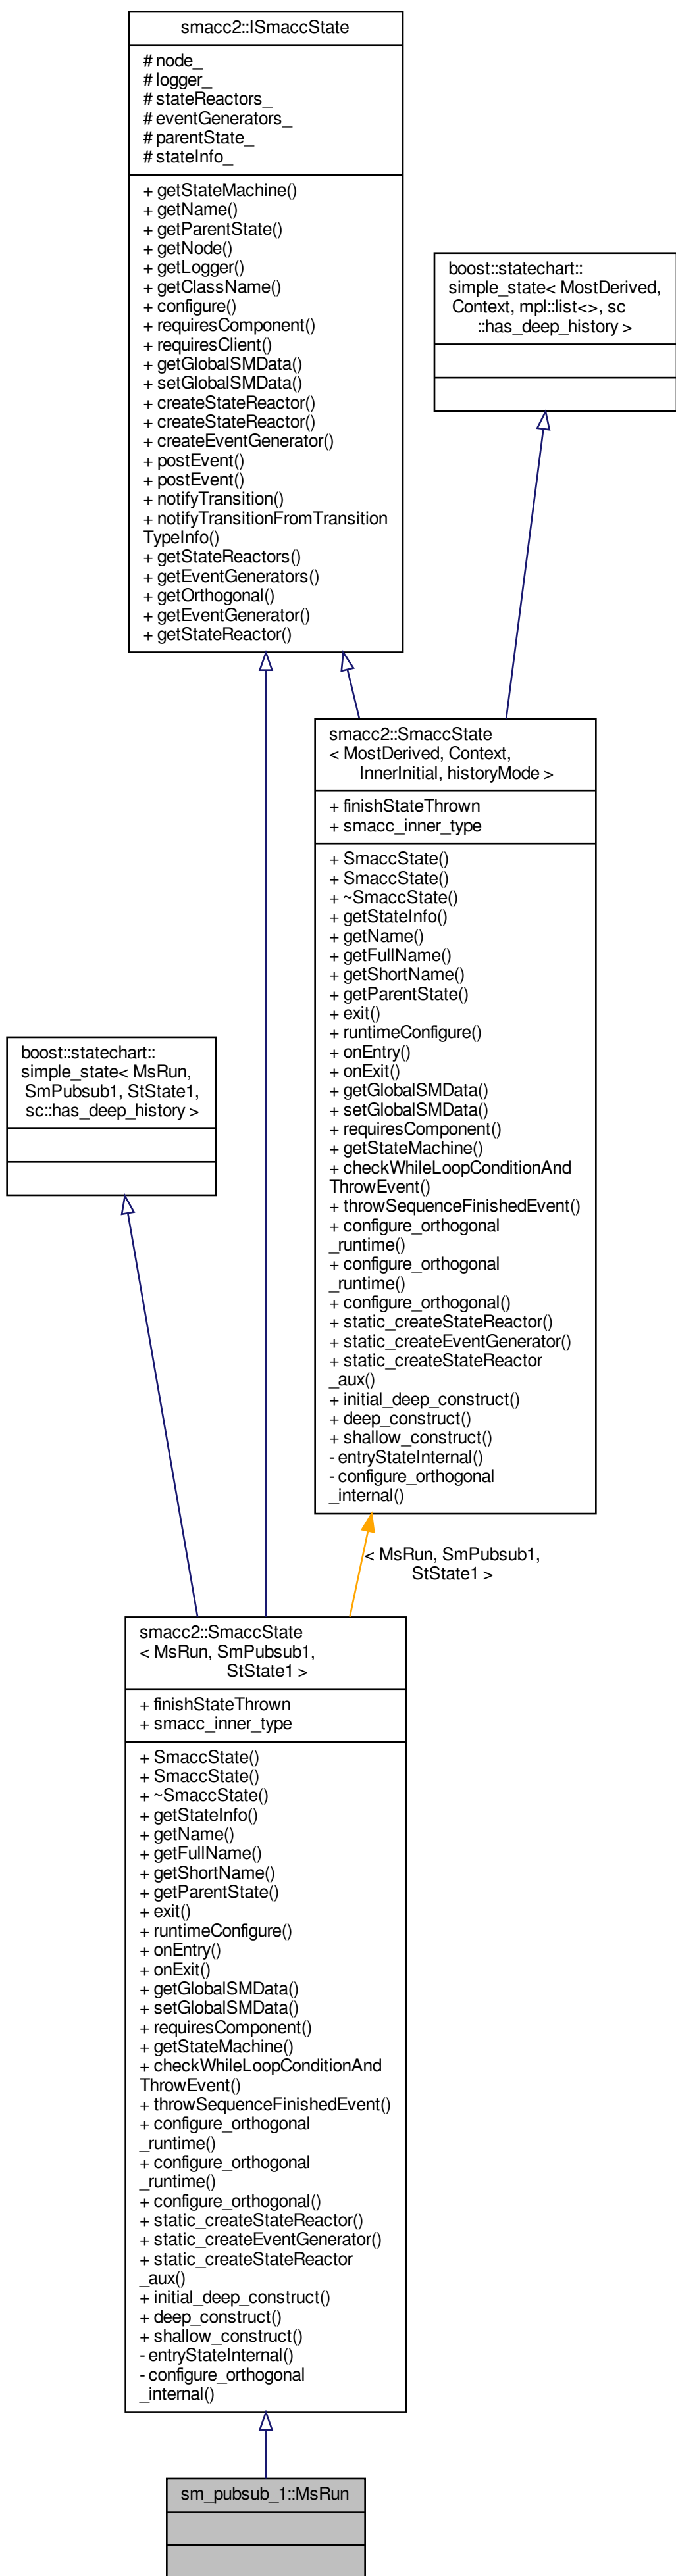 smacc2::ISmaccState
# node_
# logger_
# stateReactors_
# eventGenerators_
# parentState_
# stateInfo_
+ getStateMachine()
+ getName()
+ getParentState()
+ getNode()
+ getLogger()
+ getClassName()
+ configure()
+ requiresComponent()
+ requiresClient()
+ getGlobalSMData()
+ setGlobalSMData()
+ createStateReactor()
+ createStateReactor()
+ createEventGenerator()
+ postEvent()
+ postEvent()
+ notifyTransition()
+ notifyTransitionFromTransition
TypeInfo()
+ getStateReactors()
+ getEventGenerators()
+ getOrthogonal()
+ getEventGenerator()
+ getStateReactor()
boost::statechart::
simple_state< MostDerived,
Context, mpl::list<>, sc
::has_deep_history >
smacc2::SmaccState
< MostDerived, Context,
InnerInitial, historyMode >
+ finishStateThrown
+ smacc_inner_type
+ SmaccState()
+ SmaccState()
+ ~SmaccState()
+ getStateInfo()
+ getName()
+ getFullName()
+ getShortName()
+ getParentState()
+ exit()
+ runtimeConfigure()
+ onEntry()
+ onExit()
+ getGlobalSMData()
+ setGlobalSMData()
+ requiresComponent()
+ getStateMachine()
+ checkWhileLoopConditionAnd
ThrowEvent()
+ throwSequenceFinishedEvent()
+ configure_orthogonal
_runtime()
+ configure_orthogonal
_runtime()
+ configure_orthogonal()
+ static_createStateReactor()
+ static_createEventGenerator()
+ static_createStateReactor
_aux()
+ initial_deep_construct()
+ deep_construct()
+ shallow_construct()
- entryStateInternal()
- configure_orthogonal
_internal()
boost::statechart::
simple_state< MsRun,
SmPubsub1, StState1,
sc::has_deep_history >
< MsRun, SmPubsub1,
StState1 >
smacc2::SmaccState
< MsRun, SmPubsub1,
StState1 >
+ finishStateThrown
+ smacc_inner_type
+ SmaccState()
+ SmaccState()
+ ~SmaccState()
+ getStateInfo()
+ getName()
+ getFullName()
+ getShortName()
+ getParentState()
+ exit()
+ runtimeConfigure()
+ onEntry()
+ onExit()
+ getGlobalSMData()
+ setGlobalSMData()
+ requiresComponent()
+ getStateMachine()
+ checkWhileLoopConditionAnd
ThrowEvent()
+ throwSequenceFinishedEvent()
+ configure_orthogonal
_runtime()
+ configure_orthogonal
_runtime()
+ configure_orthogonal()
+ static_createStateReactor()
+ static_createEventGenerator()
+ static_createStateReactor
_aux()
+ initial_deep_construct()
+ deep_construct()
+ shallow_construct()
- entryStateInternal()
- configure_orthogonal
_internal()
sm_pubsub_1::MsRun